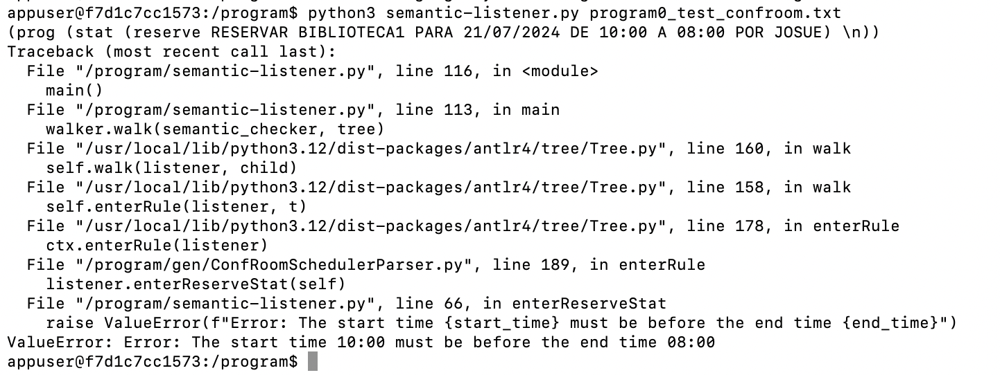 appuser@f7d1c7cc1573:/program$ python3 semantic-listener.py program0_test_confroom.txt
(prog (stat (reserve RESERVAR BIBLIOTECA1 PARA 21/07/2024 DE 10:00 A 08:00 POR JOSUE) \n))
Traceback (most recent call last):
  File "/program/semantic-listener.py", line 116, in <module>
    main()
  File "/program/semantic-listener.py", line 113, in main
    walker.walk(semantic_checker, tree)
  File "/usr/local/lib/python3.12/dist-packages/antlr4/tree/Tree.py", line 160, in walk
    self.walk(listener, child)
  File "/usr/local/lib/python3.12/dist-packages/antlr4/tree/Tree.py", line 158, in walk
    self.enterRule(listener, t)
  File "/usr/local/lib/python3.12/dist-packages/antlr4/tree/Tree.py", line 178, in enterRule
    ctx.enterRule(listener)
  File "/program/gen/ConfRoomSchedulerParser.py", line 189, in enterRule
    listener.enterReserveStat(self)
  File "/program/semantic-listener.py", line 66, in enterReserveStat
    raise ValueError(f"Error: The start time {start_time} must be before the end time {end_time}")
ValueError: Error: The start time 10:00 must be before the end time 08:00
appuser@f7d1c7cc1573:/program$